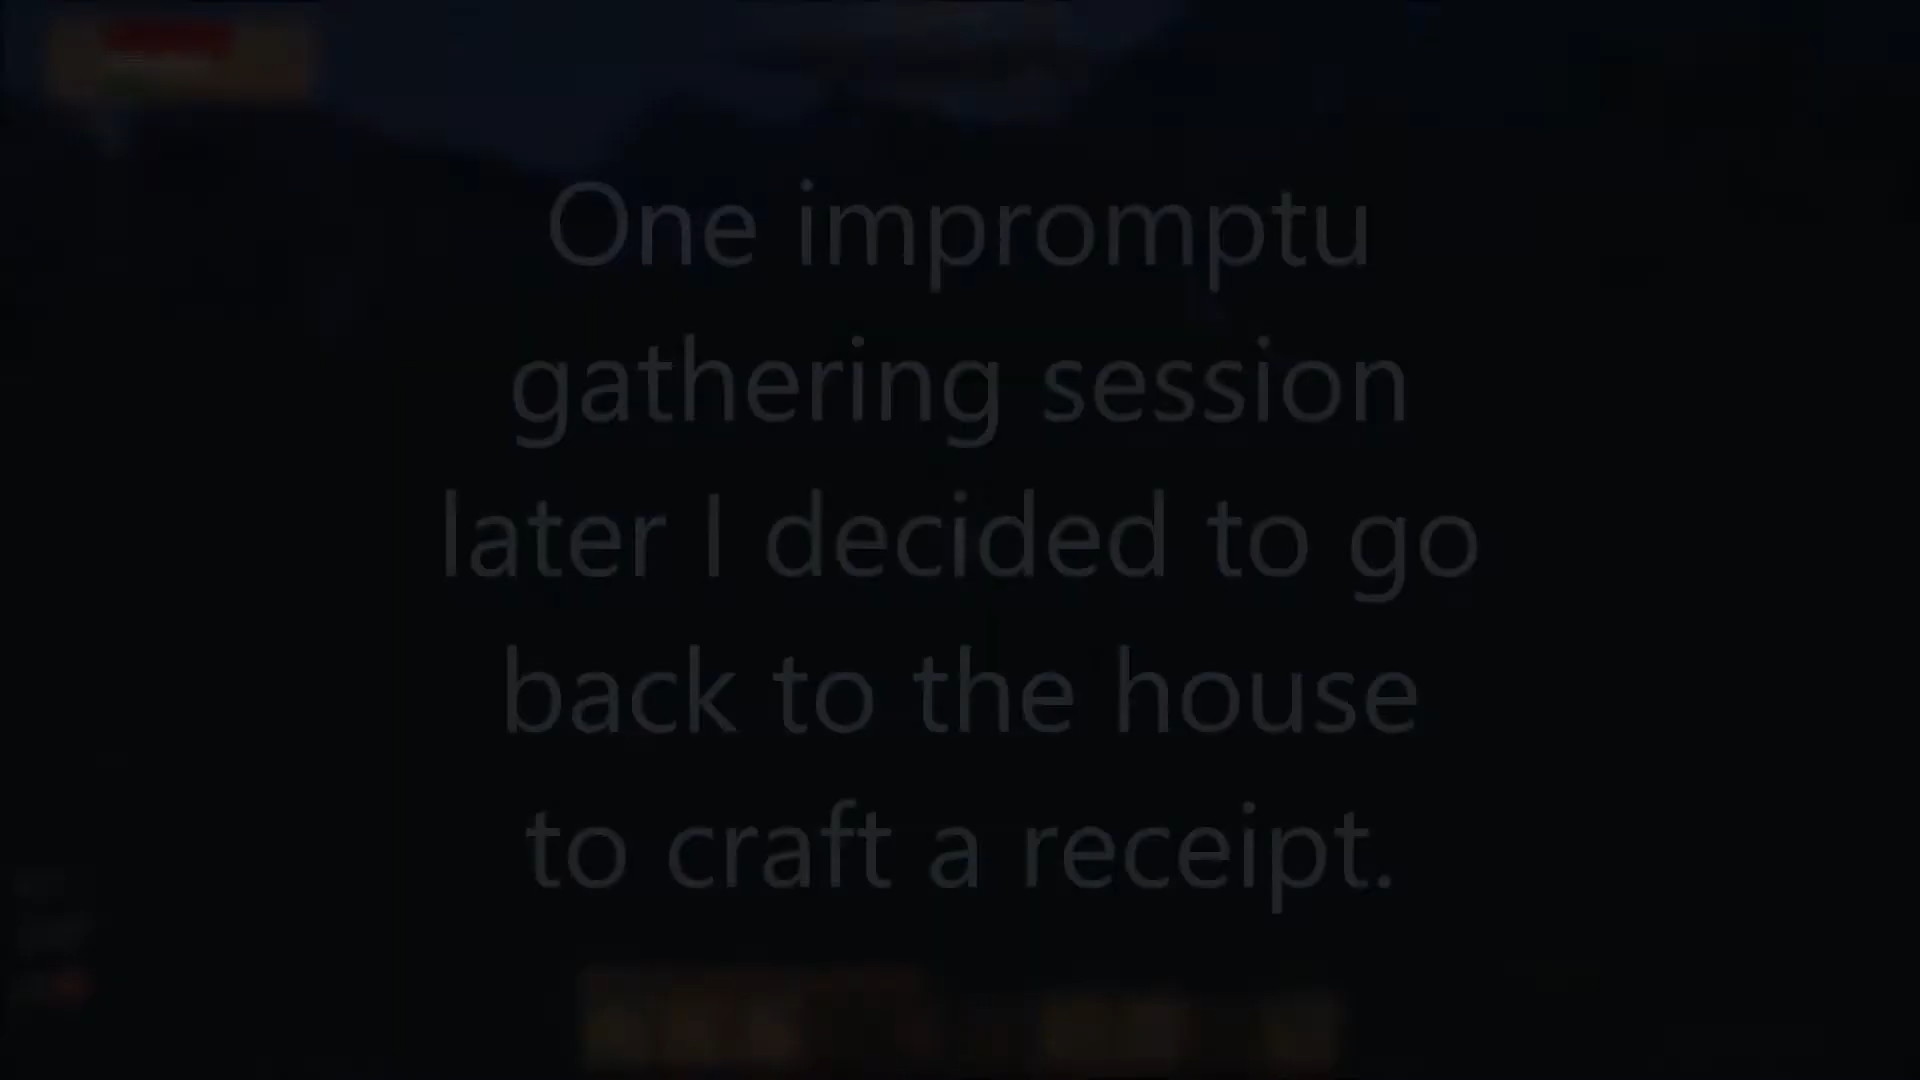 One impromptu
gathering session
later I decided to go
back to the house
to craft a receipt.